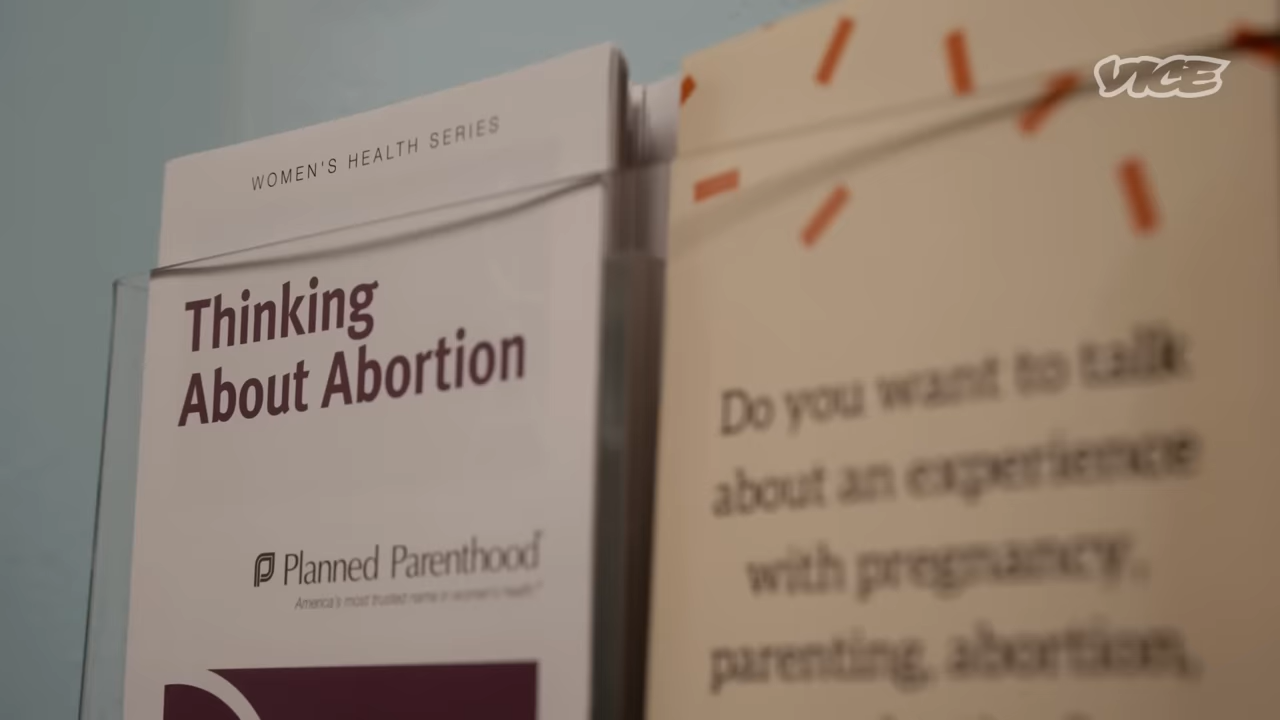 VICE
WOMEN'S HEALTH SERIES
Thinking
About Abortion
Planned Parenthood
America's most trusted name in women's health
Do you want to talk
about an experience
with pregnancy,
parenting, abortion,